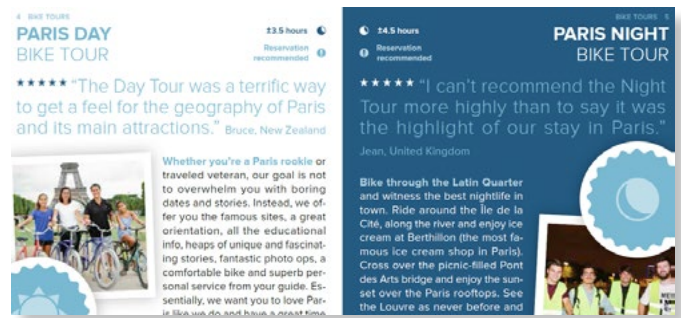 4 BIKE TOURS
PARIS DAY
BIKE TOUR
±3.5 hours
Reservation
recommended
★★★★★ “The Day Tour was a terrific way
to get a feel for the geography of Paris
and its main attractions.” Bruce, New Zealand
Whether you’re a Paris rookie or
traveled veteran, our goal is not
to overwhelm you with boring
dates and stories. Instead, we of-
fer you the famous sites, a great
orientation, all the educational
info, heaps of unique and fascinat-
ing stories, fantastic photo ops, a
comfortable bike and superb per-
sonal service from your guide. Es-
sentially, we want you to love Par-
is like we do and have a great time
BIKE TOURS 5
±4.5 hours
Reservation
recommended
PARIS NIGHT
BIKE TOUR
★★★★★ “I can’t recommend the Night
Tour more highly than to say it was
the highlight of our stay in Paris.”
Jean, United Kingdom
Bike through the Latin Quarter
and witness the best nightlife in
town. Ride around the Île de la
Cité, along the river and enjoy ice
cream at Berthillon (the most fa-
mous ice cream shop in Paris).
Cross over the picnic-filled Pont
des Arts bridge and enjoy the sun-
set over the Paris rooftops. See
the Louvre as never before and